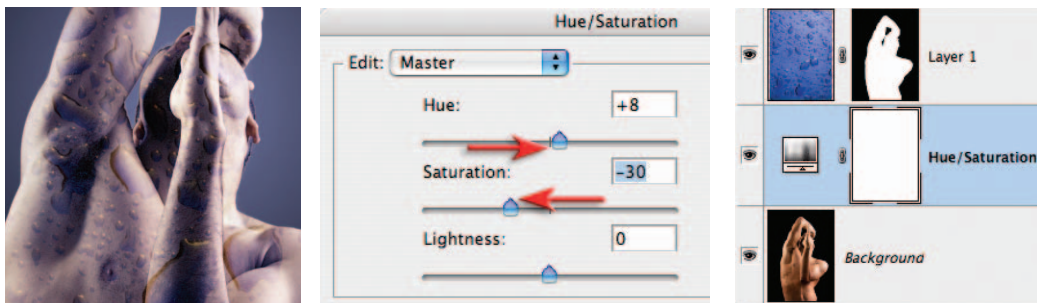 Hue/Saturation
Edit: Master
Hue: +8
Saturation: -30
Lightness: 0
Layer 1
Hue/Saturation
Background